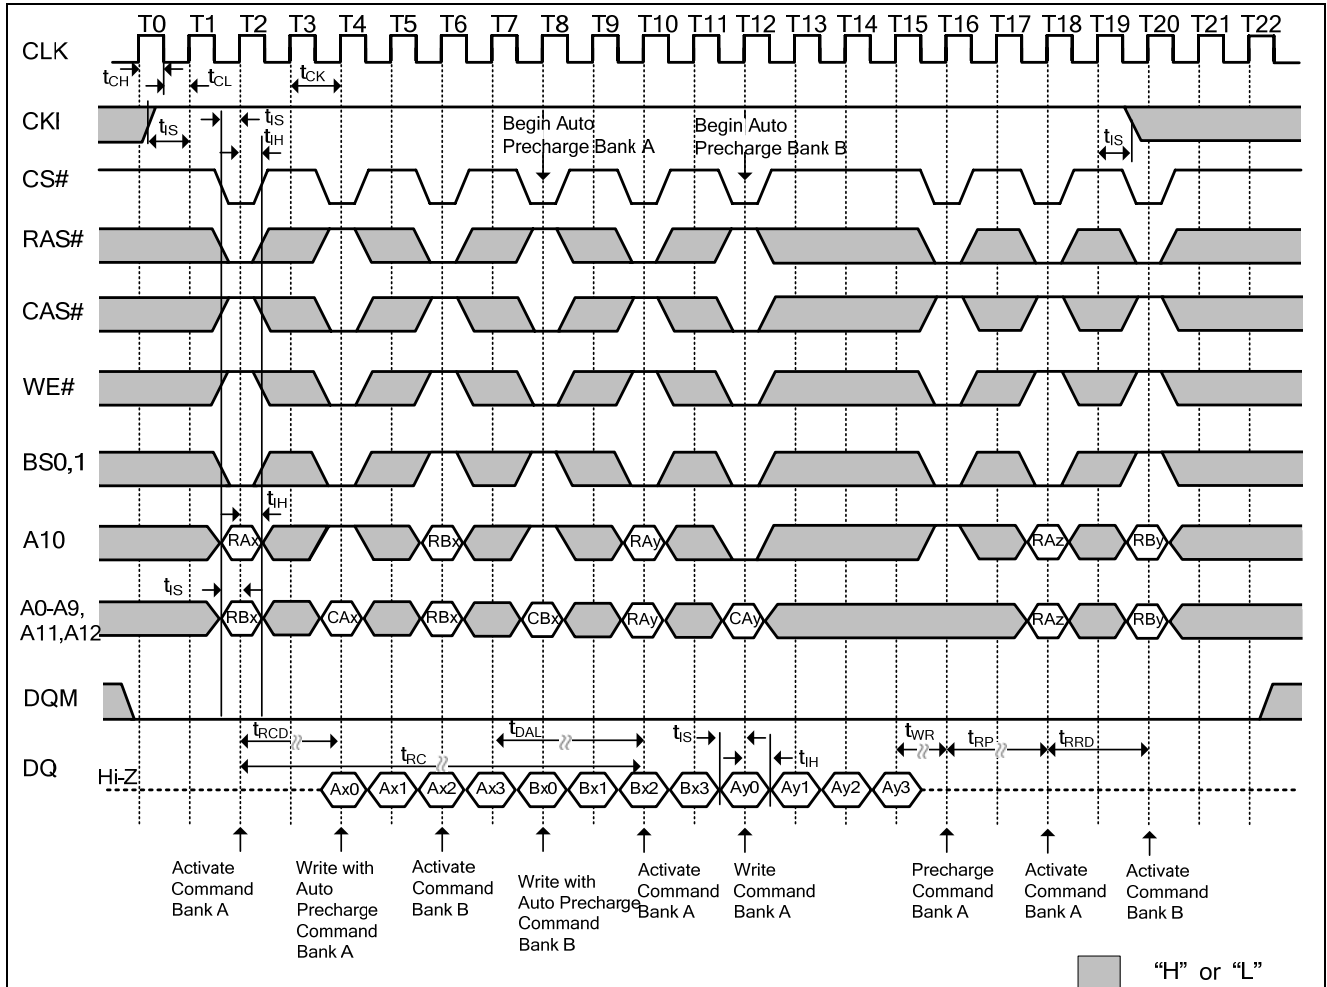 T0 T1 T2 T3 T4 T5 T6 T7 T8 T9 T10 T11 T12 T13 T14 T15 T16 T17 T18 T19 T20 T21 T22
CLK
tCH tCL tCK
CKI
tIS tIS tIH tIS
Begin Auto
Precharge Bank A
Begin Auto
Precharge Bank B
CS#
RAS#
CAS#
WE#
BS0,1
tIH
A10
RAx RBx RAy RAz RBy
tIS
A0-A9,
A11,A12
RBx CAx RBx CBx RAy CAy RAz RBy
DQM
tRCD tRC tDAL tIS tIH tWR tRP tRRD
DQ
Hi-Z
Ax0 Ax1 Ax2 Ax3 Bx0 Bx1 Bx2 Bx3 Ay0 Ay1 Ay2 Ay3
Activate
Command
Bank A
Write with
Auto
Precharge
Command
Bank A
Activate
Command
Bank B
Write with
Auto Precharge
Command
Bank B
Activate
Command
Bank A
Write
Command
Bank A
Precharge
Command
Bank A
Activate
Command
Bank A
Activate
Command
Bank B
“H” or “L”